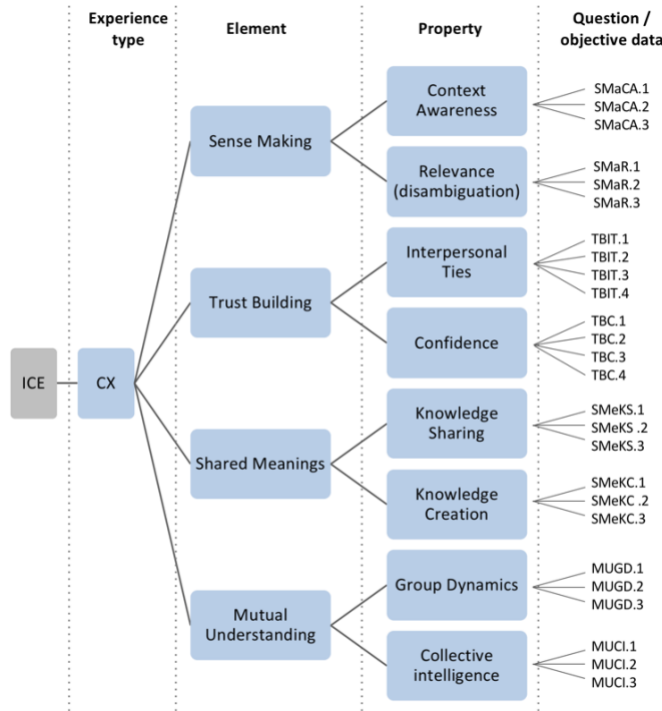 Experience
type
Element
Property
Question /
objective data
ICE
CX
Sense Making
Context
Awareness
SMaCA.1
SMaCA.2
SMaCA.3
Relevance
(disambiguation)
SMaR.1
SMaR.2
SMaR.3
Trust Building
Interpersonal
Ties
TBIT.1
TBIT.2
TBIT.3
TBIT.4
Confidence
TBC.1
TBC.2
TBC.3
TBC.4
Shared Meanings
Knowledge
Sharing
SMeKS.1
SMeKS .2
SMeKS.3
Knowledge
Creation
SMeKC.1
SMeKC .2
SMeKC.3
Mutual
Understanding
Group Dynamics
MUGD.1
MUGD.2
MUGD.3
Collective
intelligence
MUCI.1
MUCI.2
MUCI.3